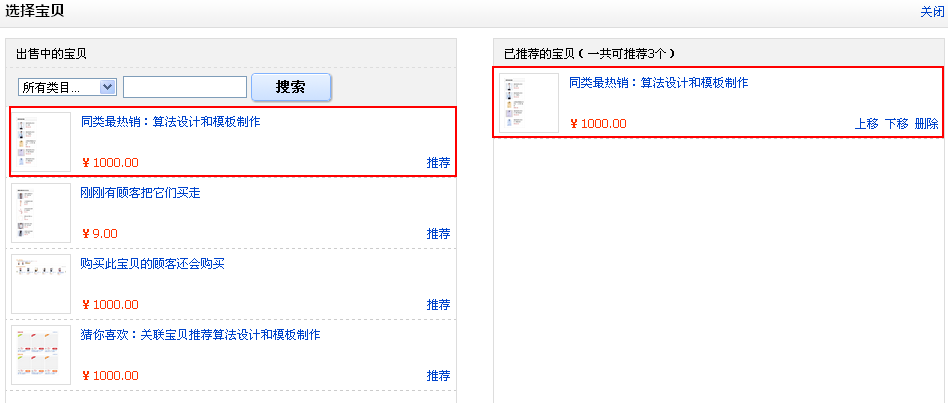 选择宝贝
关闭
出售中的宝贝
所有类目...
搜索
同类最热销：算法设计和模板制作
￥1000.00
推荐
刚刚有顾客把它们买走
￥9.00
推荐
购买此宝贝的顾客还会购买
￥1000.00
推荐
猜你喜欢：关联宝贝推荐算法设计和模板制作
￥1000.00
推荐
已推荐的宝贝（一共可推荐3个）
同类最热销：算法设计和模板制作
￥1000.00
上移 下移 删除